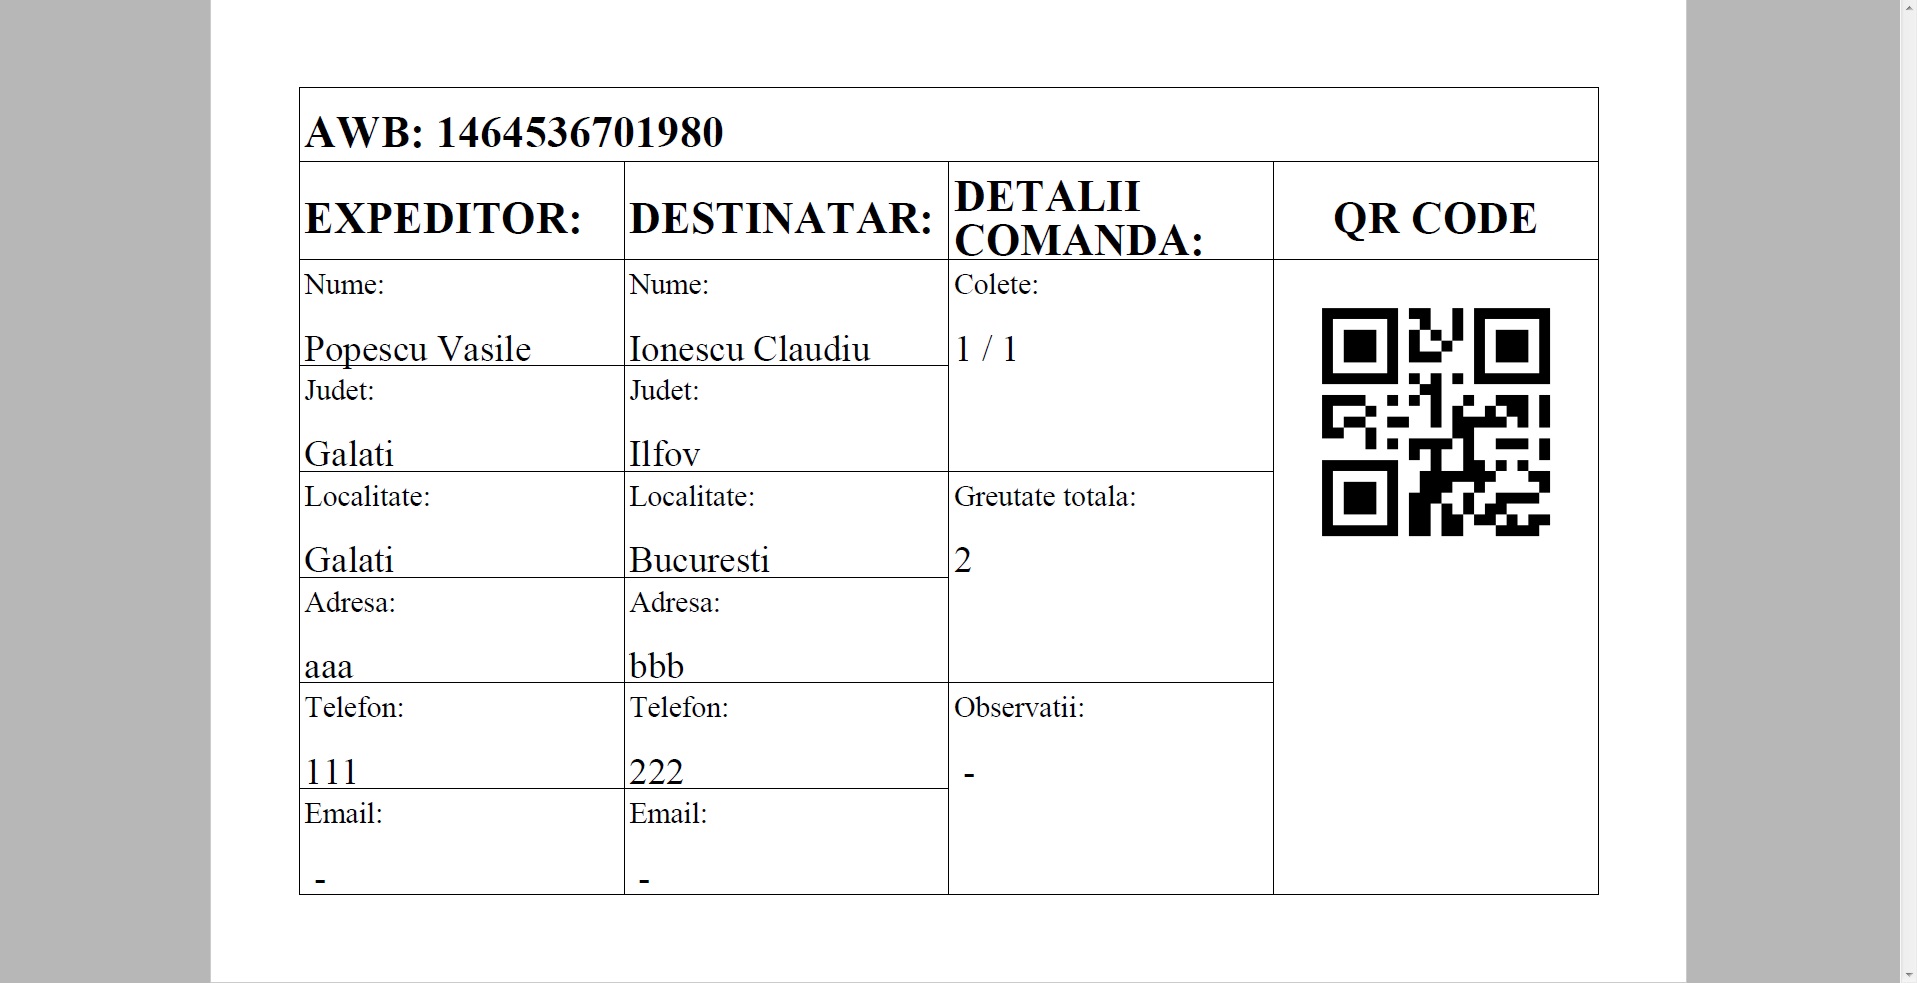 AWB: 1464536701980
EXPEDITOR:
DESTINATAR:
DETALII
COMANDA:
QR CODE
Nume:
Popescu Vasile
Nume:
Ionescu Claudiu
Colete:
1 / 1
Judet:
Galati
Judet:
Ilfov
Localitate:
Galati
Localitate:
Bucuresti
Greutate totala:
2
Adresa:
aaa
Adresa:
bbb
Telefon:
111
Telefon:
222
Observatii:
-
Email:
-
Email:
-